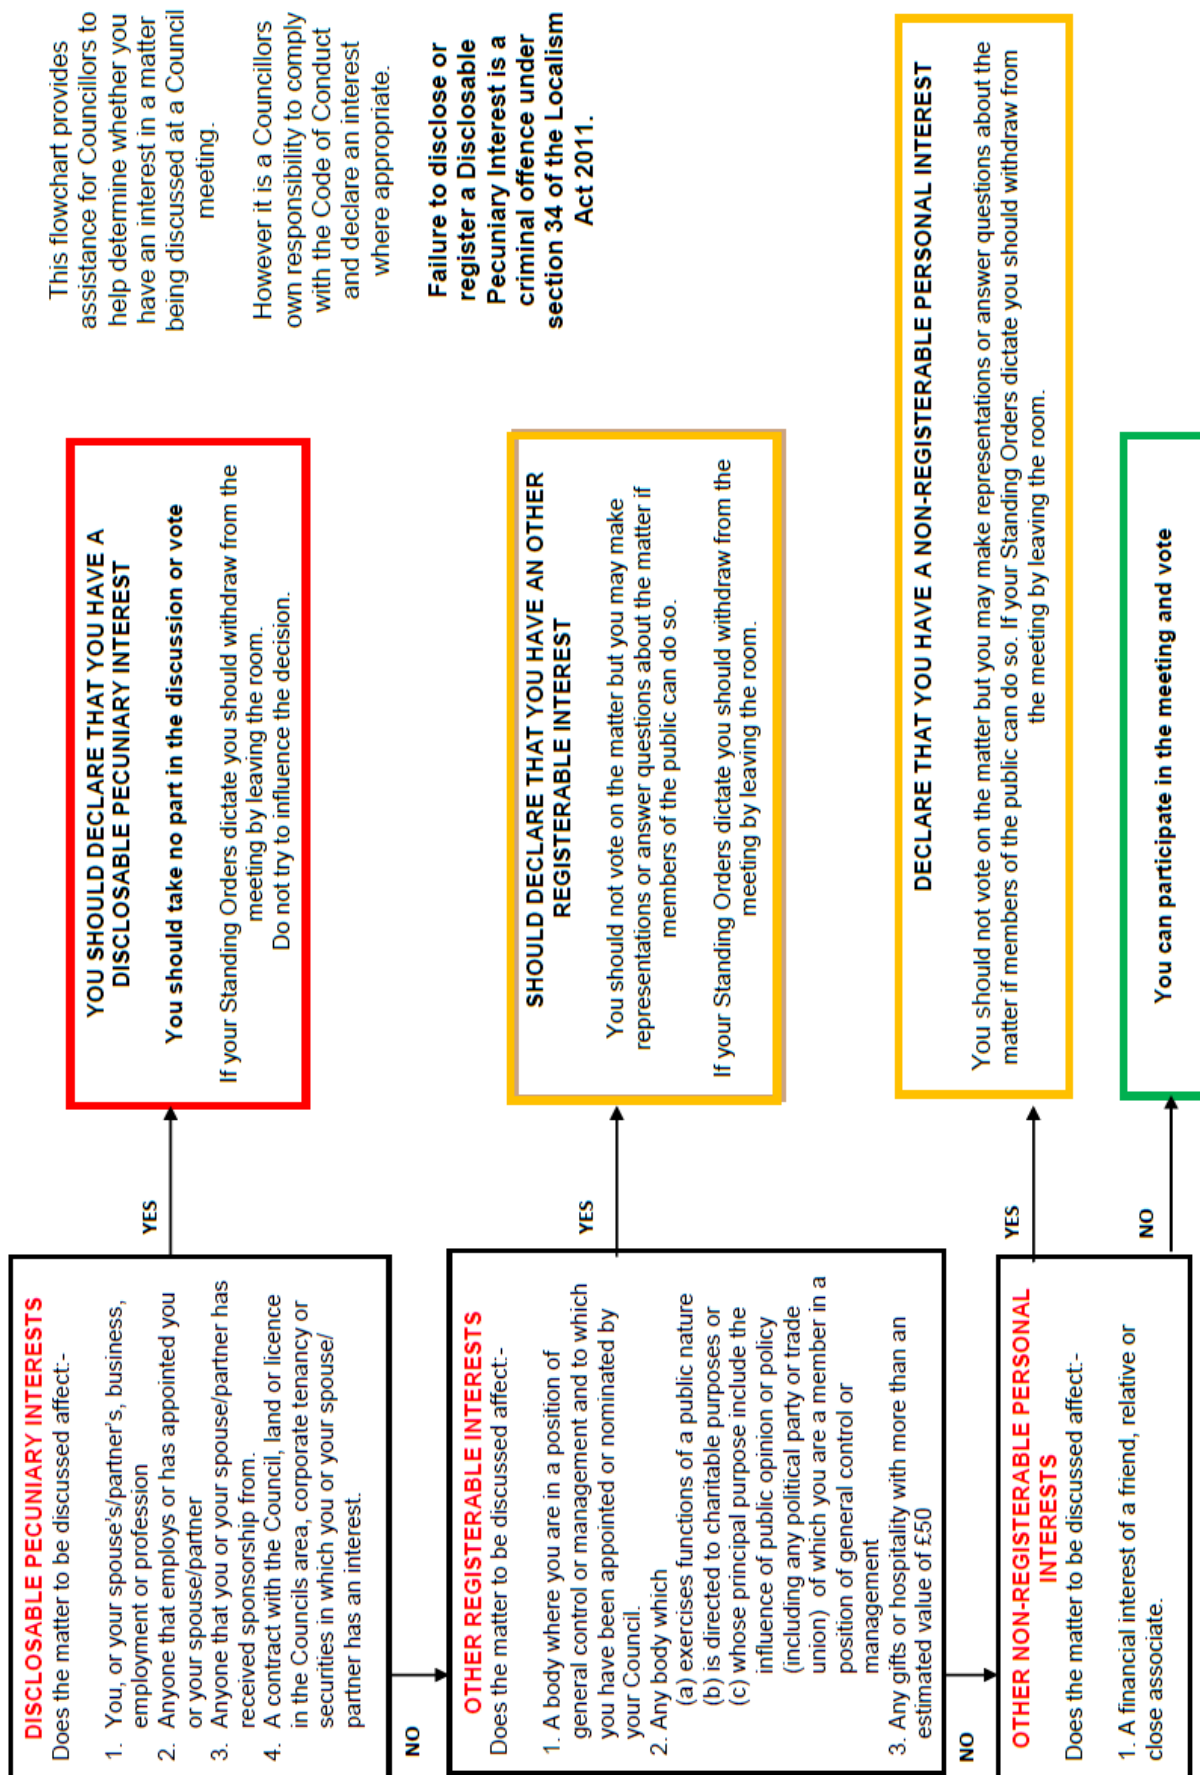 DISCLOSABLE PECUNIARY INTERESTS
Does the matter to be discussed affect:-
1. You, or your spouse's/partner's, business,
employment or profession
2. Anyone that employs or has appointed you
or your spouse/partner
3. Anyone that you or your spouse/partner has
received sponsorship from.
4. A contract with the Council, land or licence
in the Councils area, corporate tenancy or
securities in which you or your spouse/
partner has an interest.
YES
YOU SHOULD DECLARE THAT YOU HAVE A
DISCLOSABLE PECUNIARY INTEREST
You should take no part in the discussion or vote
If your Standing Orders dictate you should withdraw from the
meeting by leaving the room.
Do not try to influence the decision.
This flowchart provides
assistance for Councillors to
help determine whether you
have an interest in a matter
being discussed at a Council
meeting.
However it is a Councillors
own responsibility to comply
with the Code of Conduct
and declare an interest
where appropriate.
Failure to disclose or
register a Disclosable
Pecuniary Interest is a
criminal offence under
section 34 of the Localism
Act 2011.
NO
OTHER REGISTERABLE INTERESTS
Does the matter to be discussed affect:-
1. A body where you are in a position of
general control or management and to which
you have been appointed or nominated by
your Council.
2. Any body which
(a) exercises functions of a public nature
(b) is directed to charitable purposes or
(c) whose principal purpose include the
influence of public opinion or policy
(including any political party or trade
union) of which you are a member in a
position of general control or
management
3. Any gifts or hospitality with more than an
estimated value of £50
YES
SHOULD DECLARE THAT YOU HAVE AN OTHER
REGISTERABLE INTEREST
You should not vote on the matter but you may make
representations or answer questions about the matter if
members of the public can do so.
If your Standing Orders dictate you should withdraw from the
meeting by leaving the room.
NO
OTHER NON-REGISTERABLE PERSONAL
INTERESTS
Does the matter to be discussed affect:-
1. A financial interest of a friend, relative or
close associate.
YES
DECLARE THAT YOU HAVE A NON-REGISTERABLE PERSONAL INTEREST
You should not vote on the matter but you may make representations or answer questions about the
matter if members of the public can do so. If your Standing Orders dictate you should withdraw from
the meeting by leaving the room.
NO
You can participate in the meeting and vote